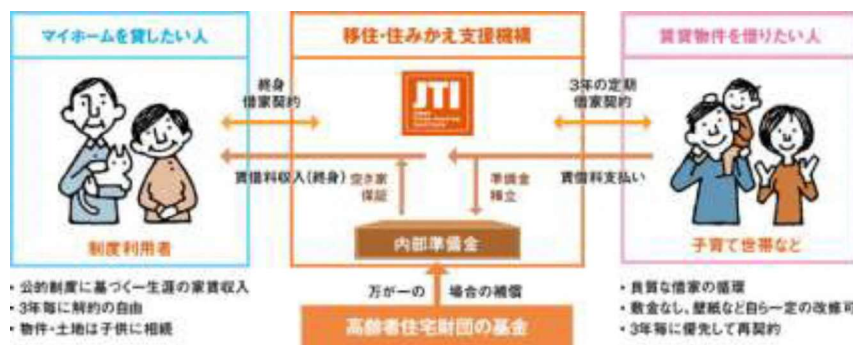 マイホームを貸したい人
移住・住みかえ支援機構
賃貸物件を借りたい人
終身
借家契約
JTI
3年の定期
借家契約
賃借料収入(終身)
空き家
保証
準備金
積立
賃借料支払い
制度利用者
内部準備金
子育て世帯など
・公的制度に基づく一生涯の家賃収入
・3年毎に解約の自由
・物件・土地は子供に相続
万が一の
場合の補償
高齢者住宅財団の基金
・良質な借家の循環
・敷金なし、壁紙など自ら一定の改修可
・3年毎に優先して再契約